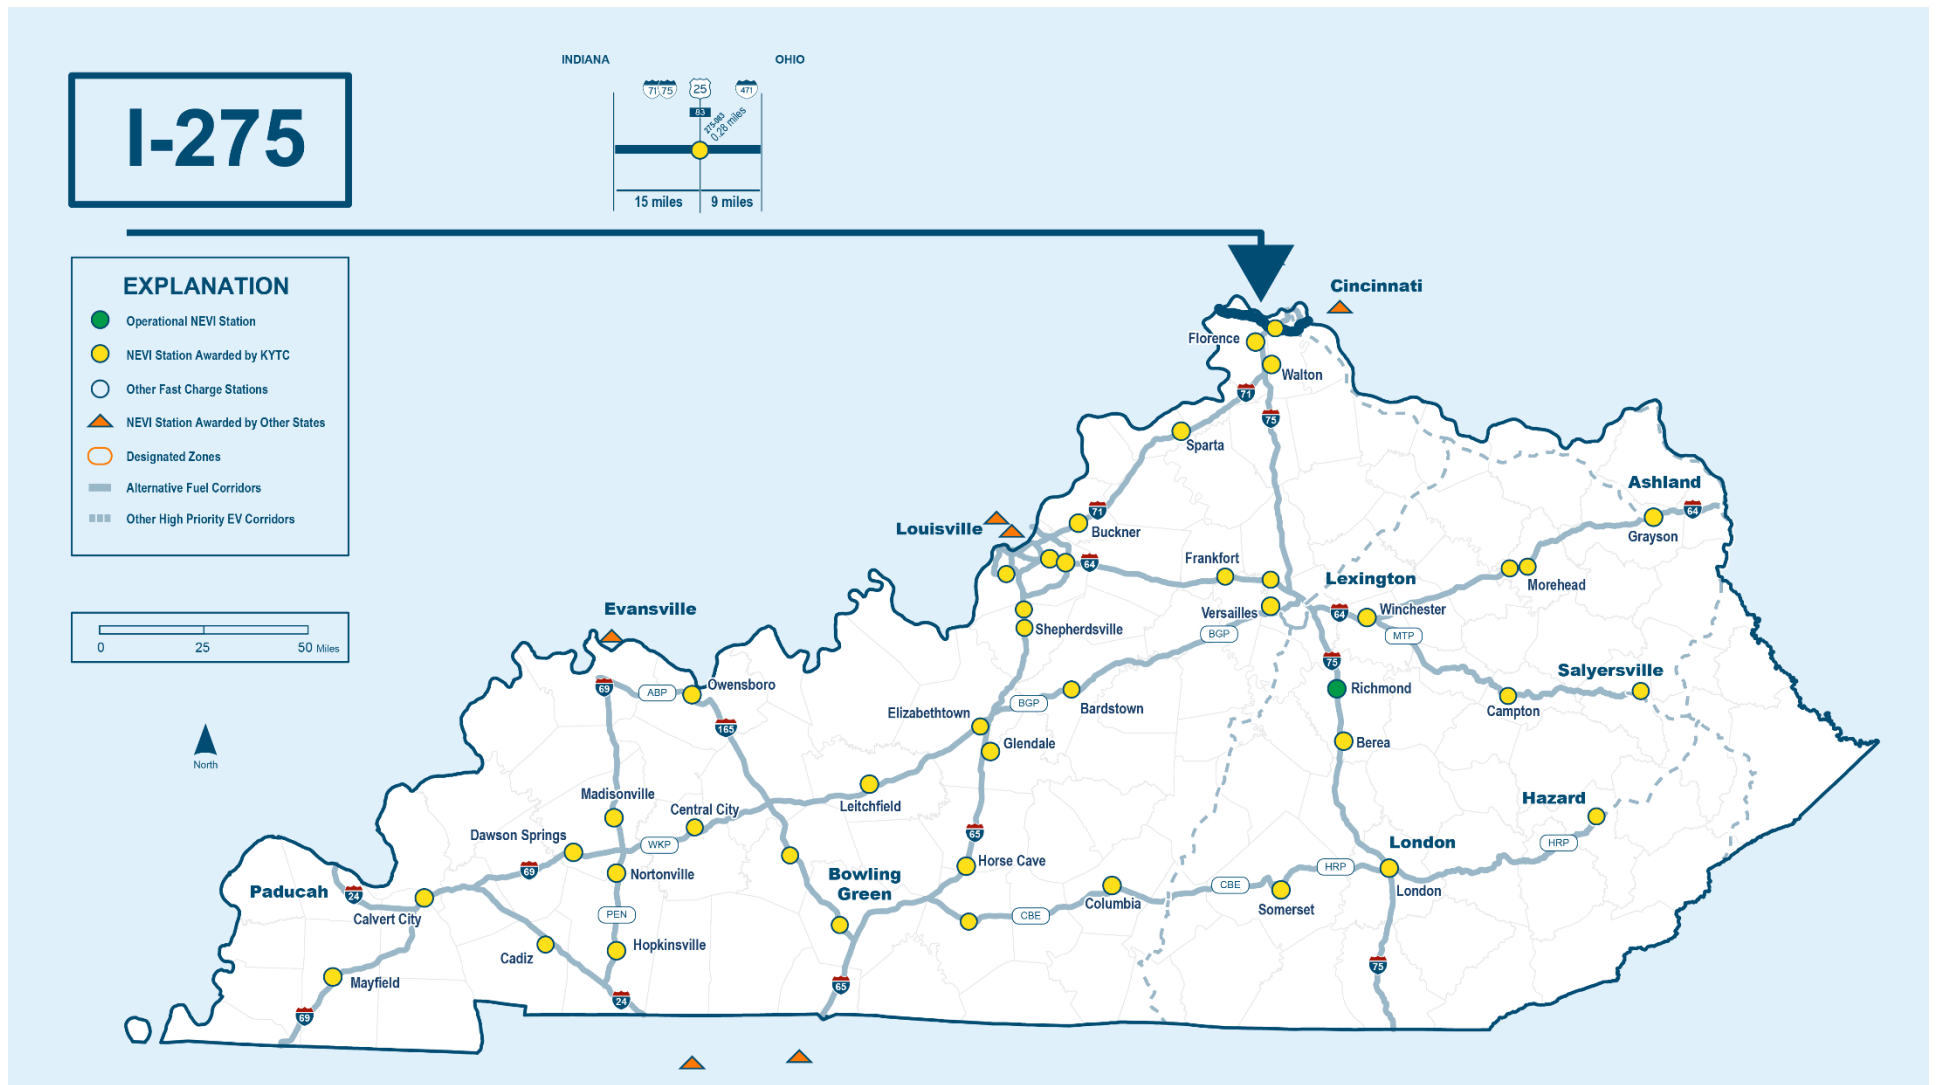 INDIANA
OHIO
71
75
25
471
83
275-083
0.28 miles
I-275
15 miles
9 miles
EXPLANATION
Operational NEVI Station
NEVI Station Awarded by KYTC
Other Fast Charge Stations
NEVI Station Awarded by Other States
Designated Zones
Alternative Fuel Corridors
Other High Priority EV Corridors
0
25
50 Miles
North
Cincinnati
Florence
Walton
71
75
Sparta
Ashland
64
Grayson
71
Buckner
Louisville
64
Frankfort
Lexington
Morehead
Versailles
64
Winchester
BGP
MTP
Shepherdsville
Evansville
75
Salyersville
69
ABP
Owensboro
Richmond
BGP
Bardstown
Campton
Elizabethtown
165
Glendale
Berea
Madisonville
Central City
Leitchfield
Hazard
Dawson Springs
WKP
65
HRP
London
Horse Cave
69
Nortonville
Bowling
Green
HRP
Paducah
24
CBE
London
Calvert City
PEN
CBE
Columbia
Somerset
Cadiz
Hopkinsville
75
Mayfield
65
24
69